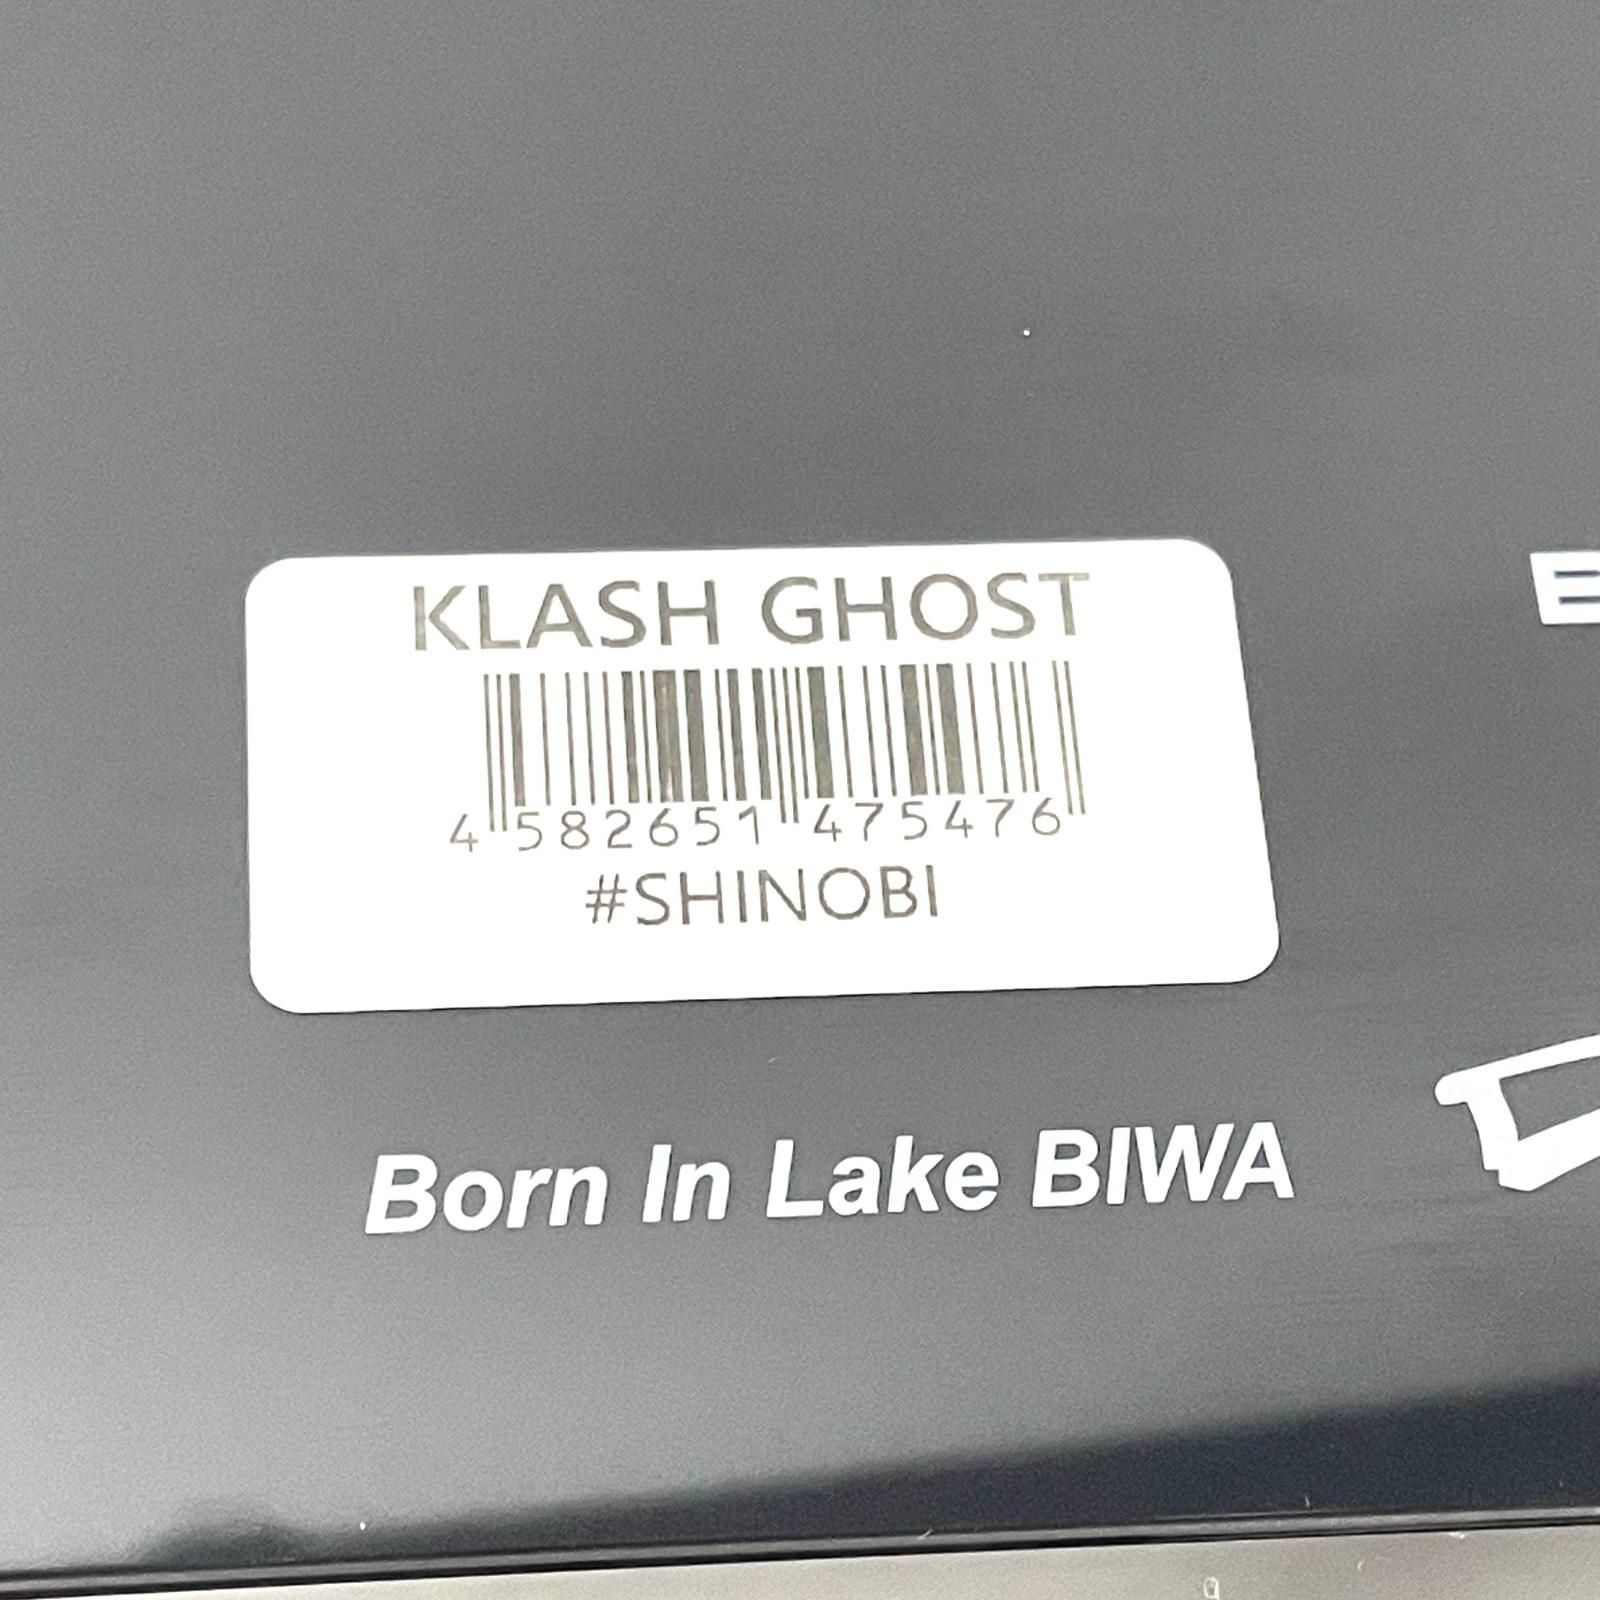 KLASH GHOST
4 582651 475476
#SHINOBI
Born In Lake BIWA